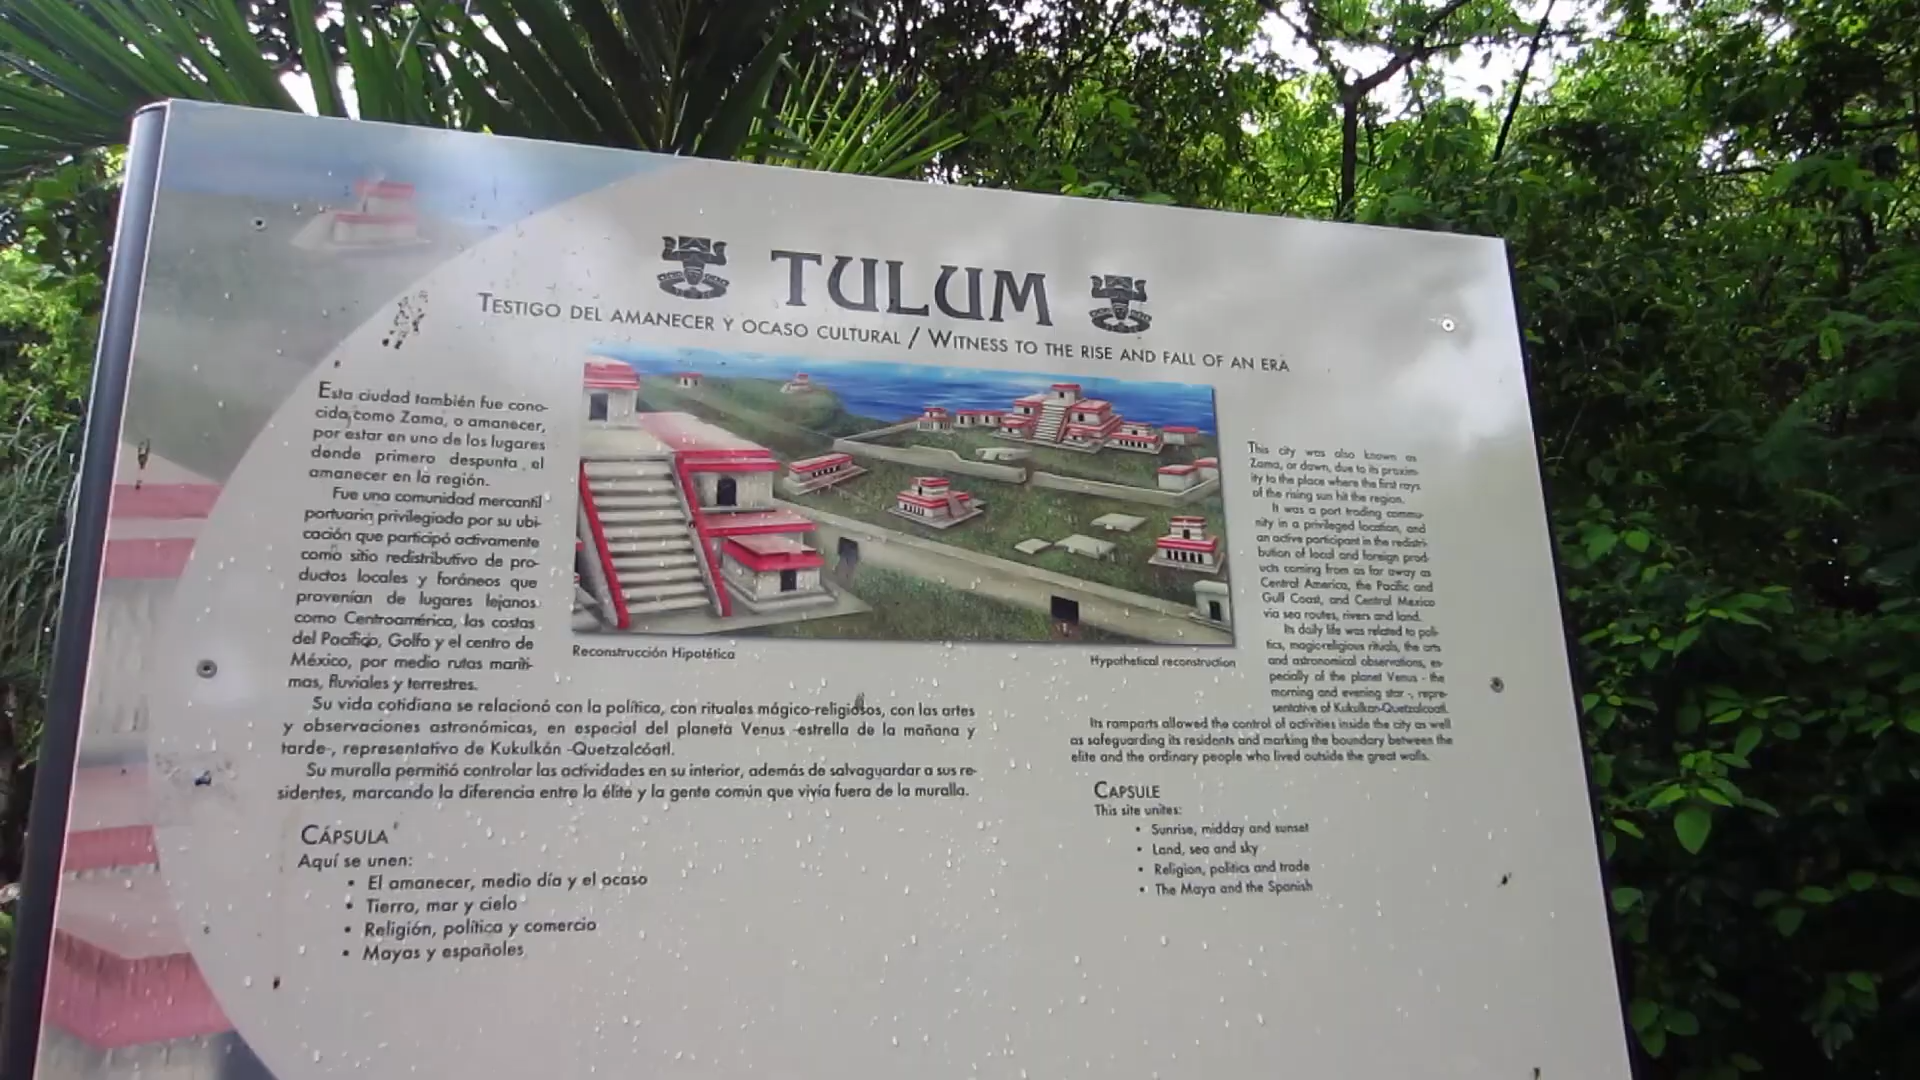 TULUM
TESTIGO DEL AMANECER Y OCASO CULTURAL / WITNESS TO THE RISE AND FALL OF AN ERA
Esta ciudad también fue cono-
cida como Zama, o amanecer,
por estar en uno de los lugares
donde primero despunta el
amanecer en la región.
Fue una comunidad mercantil
portuaria privilegiada por su ubi-
cación que participó activamente
como sitio redistributivo de pro-
ductos locales y foráneos que
provenían de lugares lejanos
como Centroamérica, las costas
del Pacífico, Golfo y el centro de
México, por medio rutas maríti-
mas, fluviales y terrestres.
Su vida cotidiana se relacionó con la política, con rituales mágico-religiosos, con las artes
y observaciones astronómicas, en especial del planeta Venus -estrella de la mañana y
tarde-, representativo de Kukulkán -Quetzalcóatl.
Su muralla permitió controlar las actividades en su interior, además de salvaguardar a sus re-
sidentes, marcando la diferencia entre la élite y la gente común que vivía fuera de la muralla.
CÁPSULA
Aquí se unen:
• El amanecer, medio día y el ocaso
• Tierra, mar y cielo
• Religión, política y comercio
• Mayas y españoles
Reconstrucción Hipotética
Hypothetical reconstruction
This city was also known as
Zama, or dawn, due to its proxim-
ity to the place where the first rays
of the rising sun hit the region.
It was a port trading commu-
nity in a privileged location, and
an active participant in the redistri-
bution of local and foreign prod-
ucts coming from as far away as
Central America, the Pacific and
Gulf Coast, and Central Mexico
via sea routes, rivers and land.
Its daily life was related to poli-
tics, magic-religious rituals, the arts
and astronomical observations, es-
pecially of the planet Venus - the
morning and evening star -, repre-
sentative of Kukulkan-Quetzalcoatl.
Its ramparts allowed the control of activities inside the city as well
as safeguarding its residents and marking the boundary between the
elite and the ordinary people who lived outside the great walls.
CAPSULE
This site unites:
• Sunrise, midday and sunset
• Land, sea and sky
• Religion, politics and trade
• The Maya and the Spanish